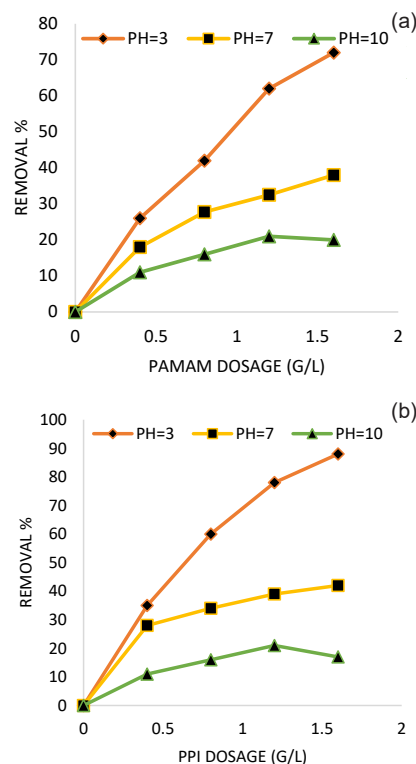 (a)
PH=3 PH=7 PH=10
80
70
60
50
40
30
20
10
0
REMOVAL %
0 0.5 1 1.5 2
PAMAM DOSAGE (G/L)
(b)
PH=3 PH=7 PH=10
100
90
80
70
60
50
40
30
20
10
0
REMOVAL %
0 0.5 1 1.5 2
PPI DOSAGE (G/L)